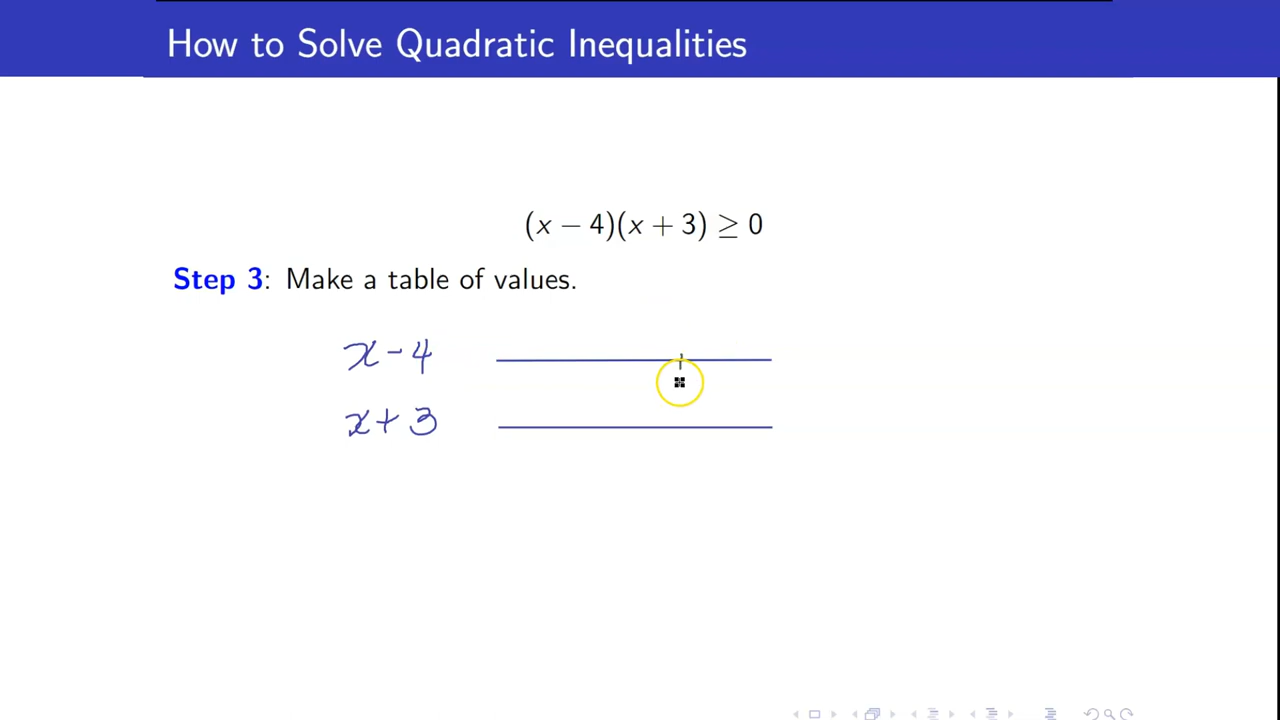 How to Solve Quadratic Inequalities
(x − 4)(x + 3) ≥ 0
Step 3: Make a table of values.
x - 4
x + 3